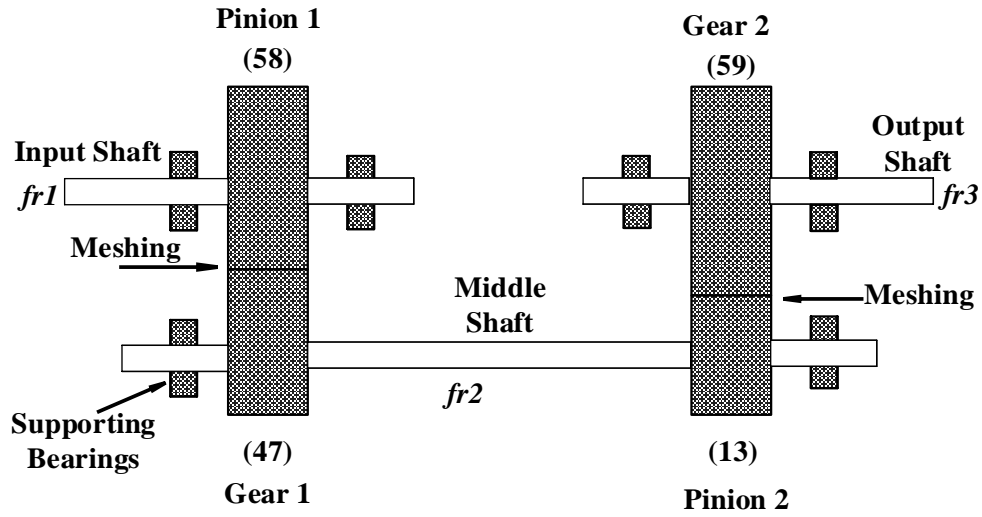 Pinion 1
(58)
Gear 2
(59)
Input Shaft
fr1
Output
Shaft
fr3
Meshing
Middle
Shaft
Meshing
fr2
Supporting
Bearings
(47)
Gear 1
(13)
Pinion 2